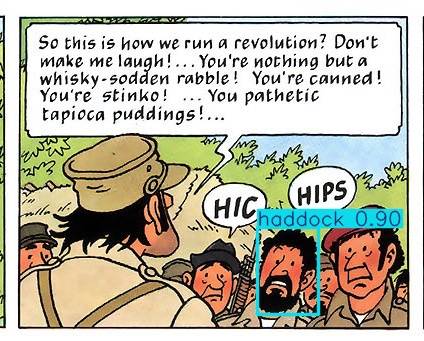 So this is how we run a revolution? Don't
make me laugh!... You're nothing but a
whisky-sodden rabble! You're canned!
You're stinko! ... You pathetic
tapioca puddings!...
HIC
HIPS
haddock 0.90